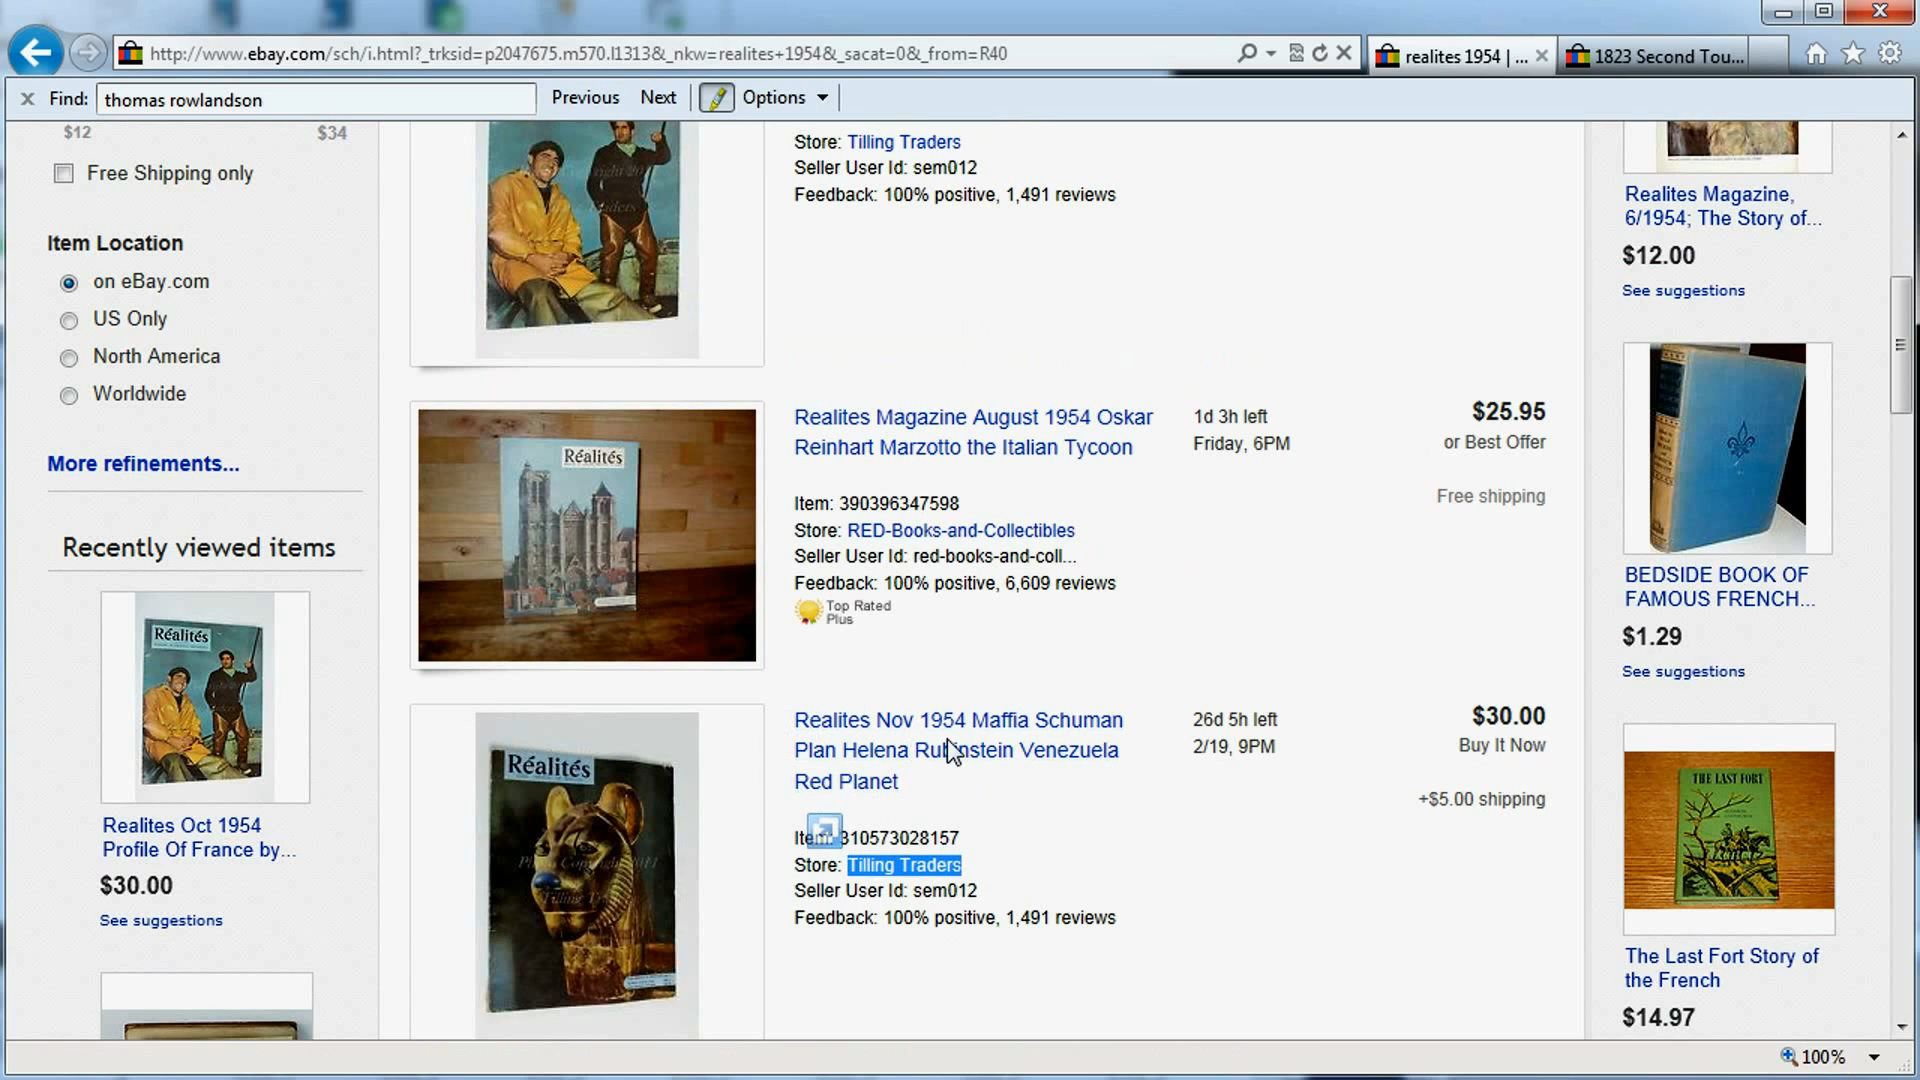 http://www.ebay.com/sch/i.html?_trksid=p2047675.m570.l1313&_nkw=realites+1954&_sacat=0&_from=R40
realites 1954 | ...
1823 Second Tou...
Find: thomas rowlandson
Previous
Next
Options
$12
$34
Free Shipping only
Item Location
on eBay.com
US Only
North America
Worldwide
More refinements...
Recently viewed items
Réalités
Realites Oct 1954
Profile Of France by...
$30.00
See suggestions
Store: Tilling Traders
Seller User Id: sem012
Feedback: 100% positive, 1,491 reviews
Réalités
Realites Magazine August 1954 Oskar
Reinhart Marzotto the Italian Tycoon
1d 3h left
Friday, 6PM
$25.95
or Best Offer
Free shipping
Item: 390396347598
Store: RED-Books-and-Collectibles
Seller User Id: red-books-and-coll...
Feedback: 100% positive, 6,609 reviews
Top Rated
Plus
Réalités
Realites Nov 1954 Maffia Schuman
Plan Helena Rubinstein Venezuela
Red Planet
26d 5h left
2/19, 9PM
$30.00
Buy It Now
+$5.00 shipping
Item: 310573028157
Store: Tilling Traders
Seller User Id: sem012
Feedback: 100% positive, 1,491 reviews
Realites Magazine,
6/1954; The Story of...
$12.00
See suggestions
BEDSIDE BOOK OF
FAMOUS FRENCH...
$1.29
See suggestions
THE LAST FORT
The Last Fort Story of
the French
$14.97
100%